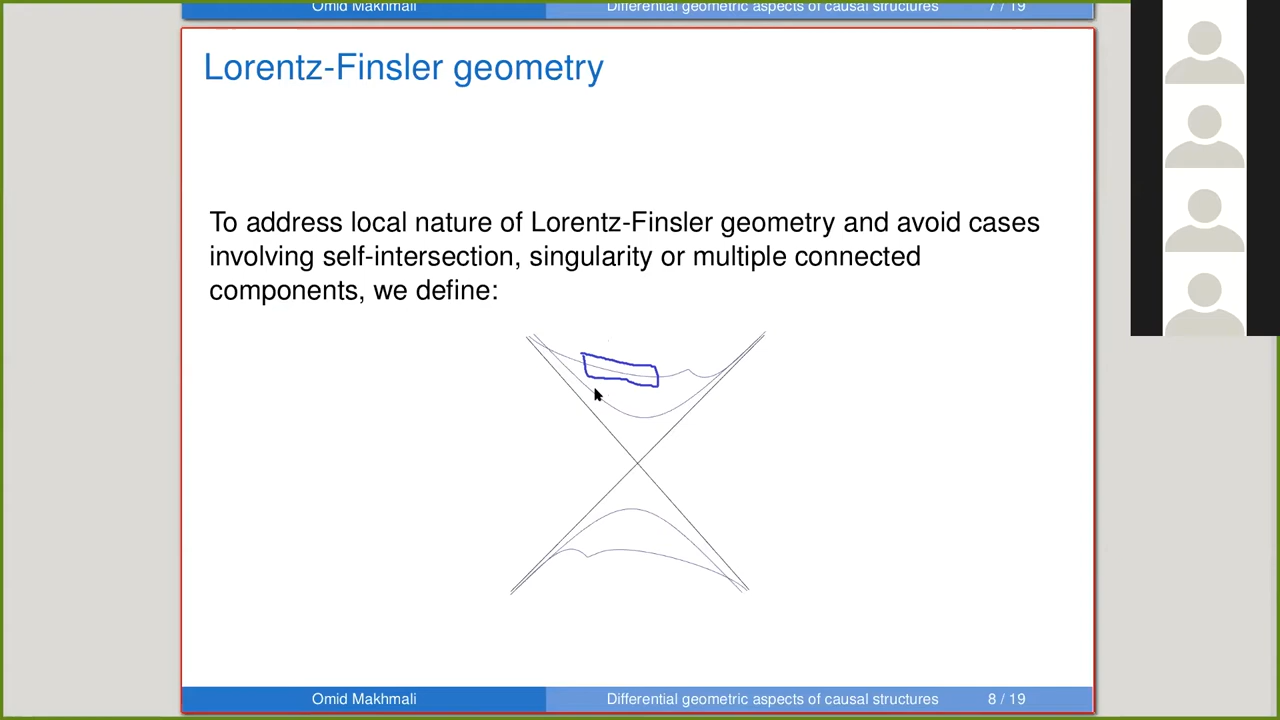 Omid Makhmali Differential geometric aspects of causal structures 7 / 19
Lorentz-Finsler geometry
To address local nature of Lorentz-Finsler geometry and avoid cases
involving self-intersection, singularity or multiple connected
components, we define:
Omid Makhmali Differential geometric aspects of causal structures 8 / 19